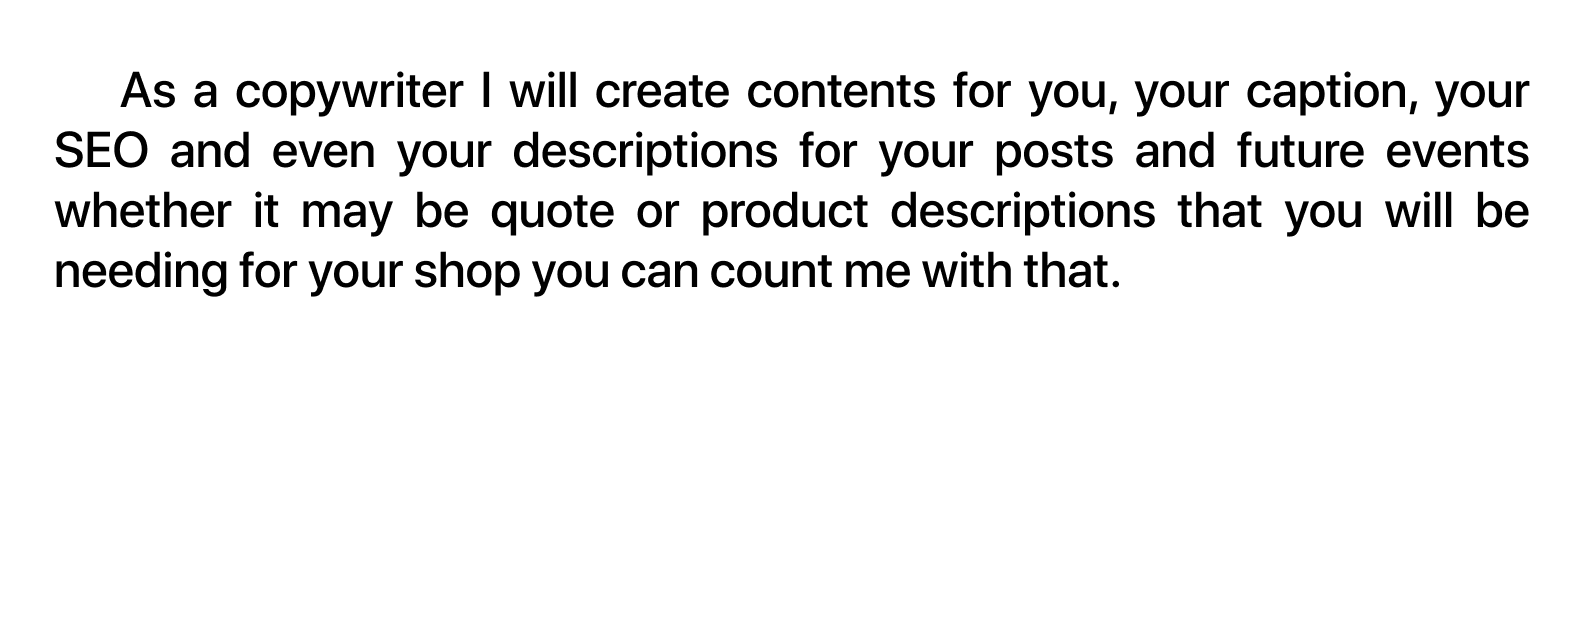 As a copywriter I will create contents for you, your caption, your
SEO and even your descriptions for your posts and future events
whether it may be quote or product descriptions that you will be
needing for your shop you can count me with that.